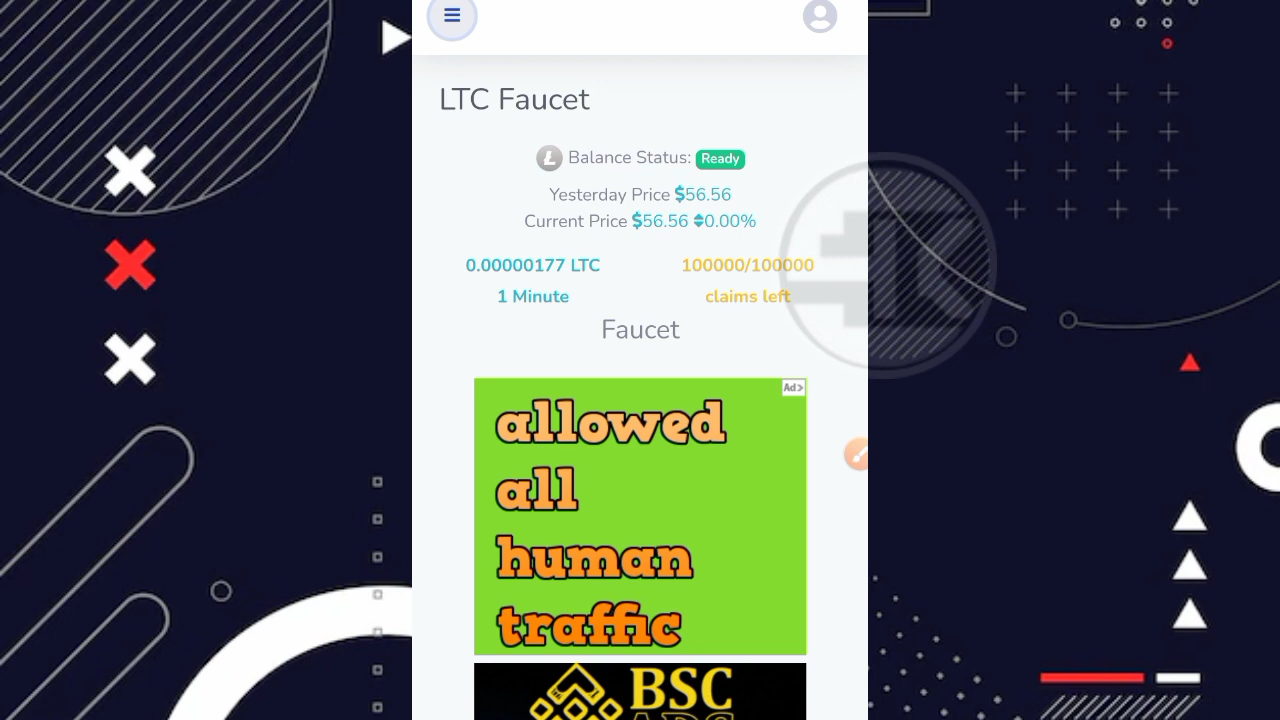 LTC Faucet
Balance Status: Ready
Yesterday Price $56.56
Current Price $56.56 0.00%
0.00000177 LTC
1 Minute
100000/100000
claims left
Faucet
Ad
allowed
all
human
traffic
BSC
ADS